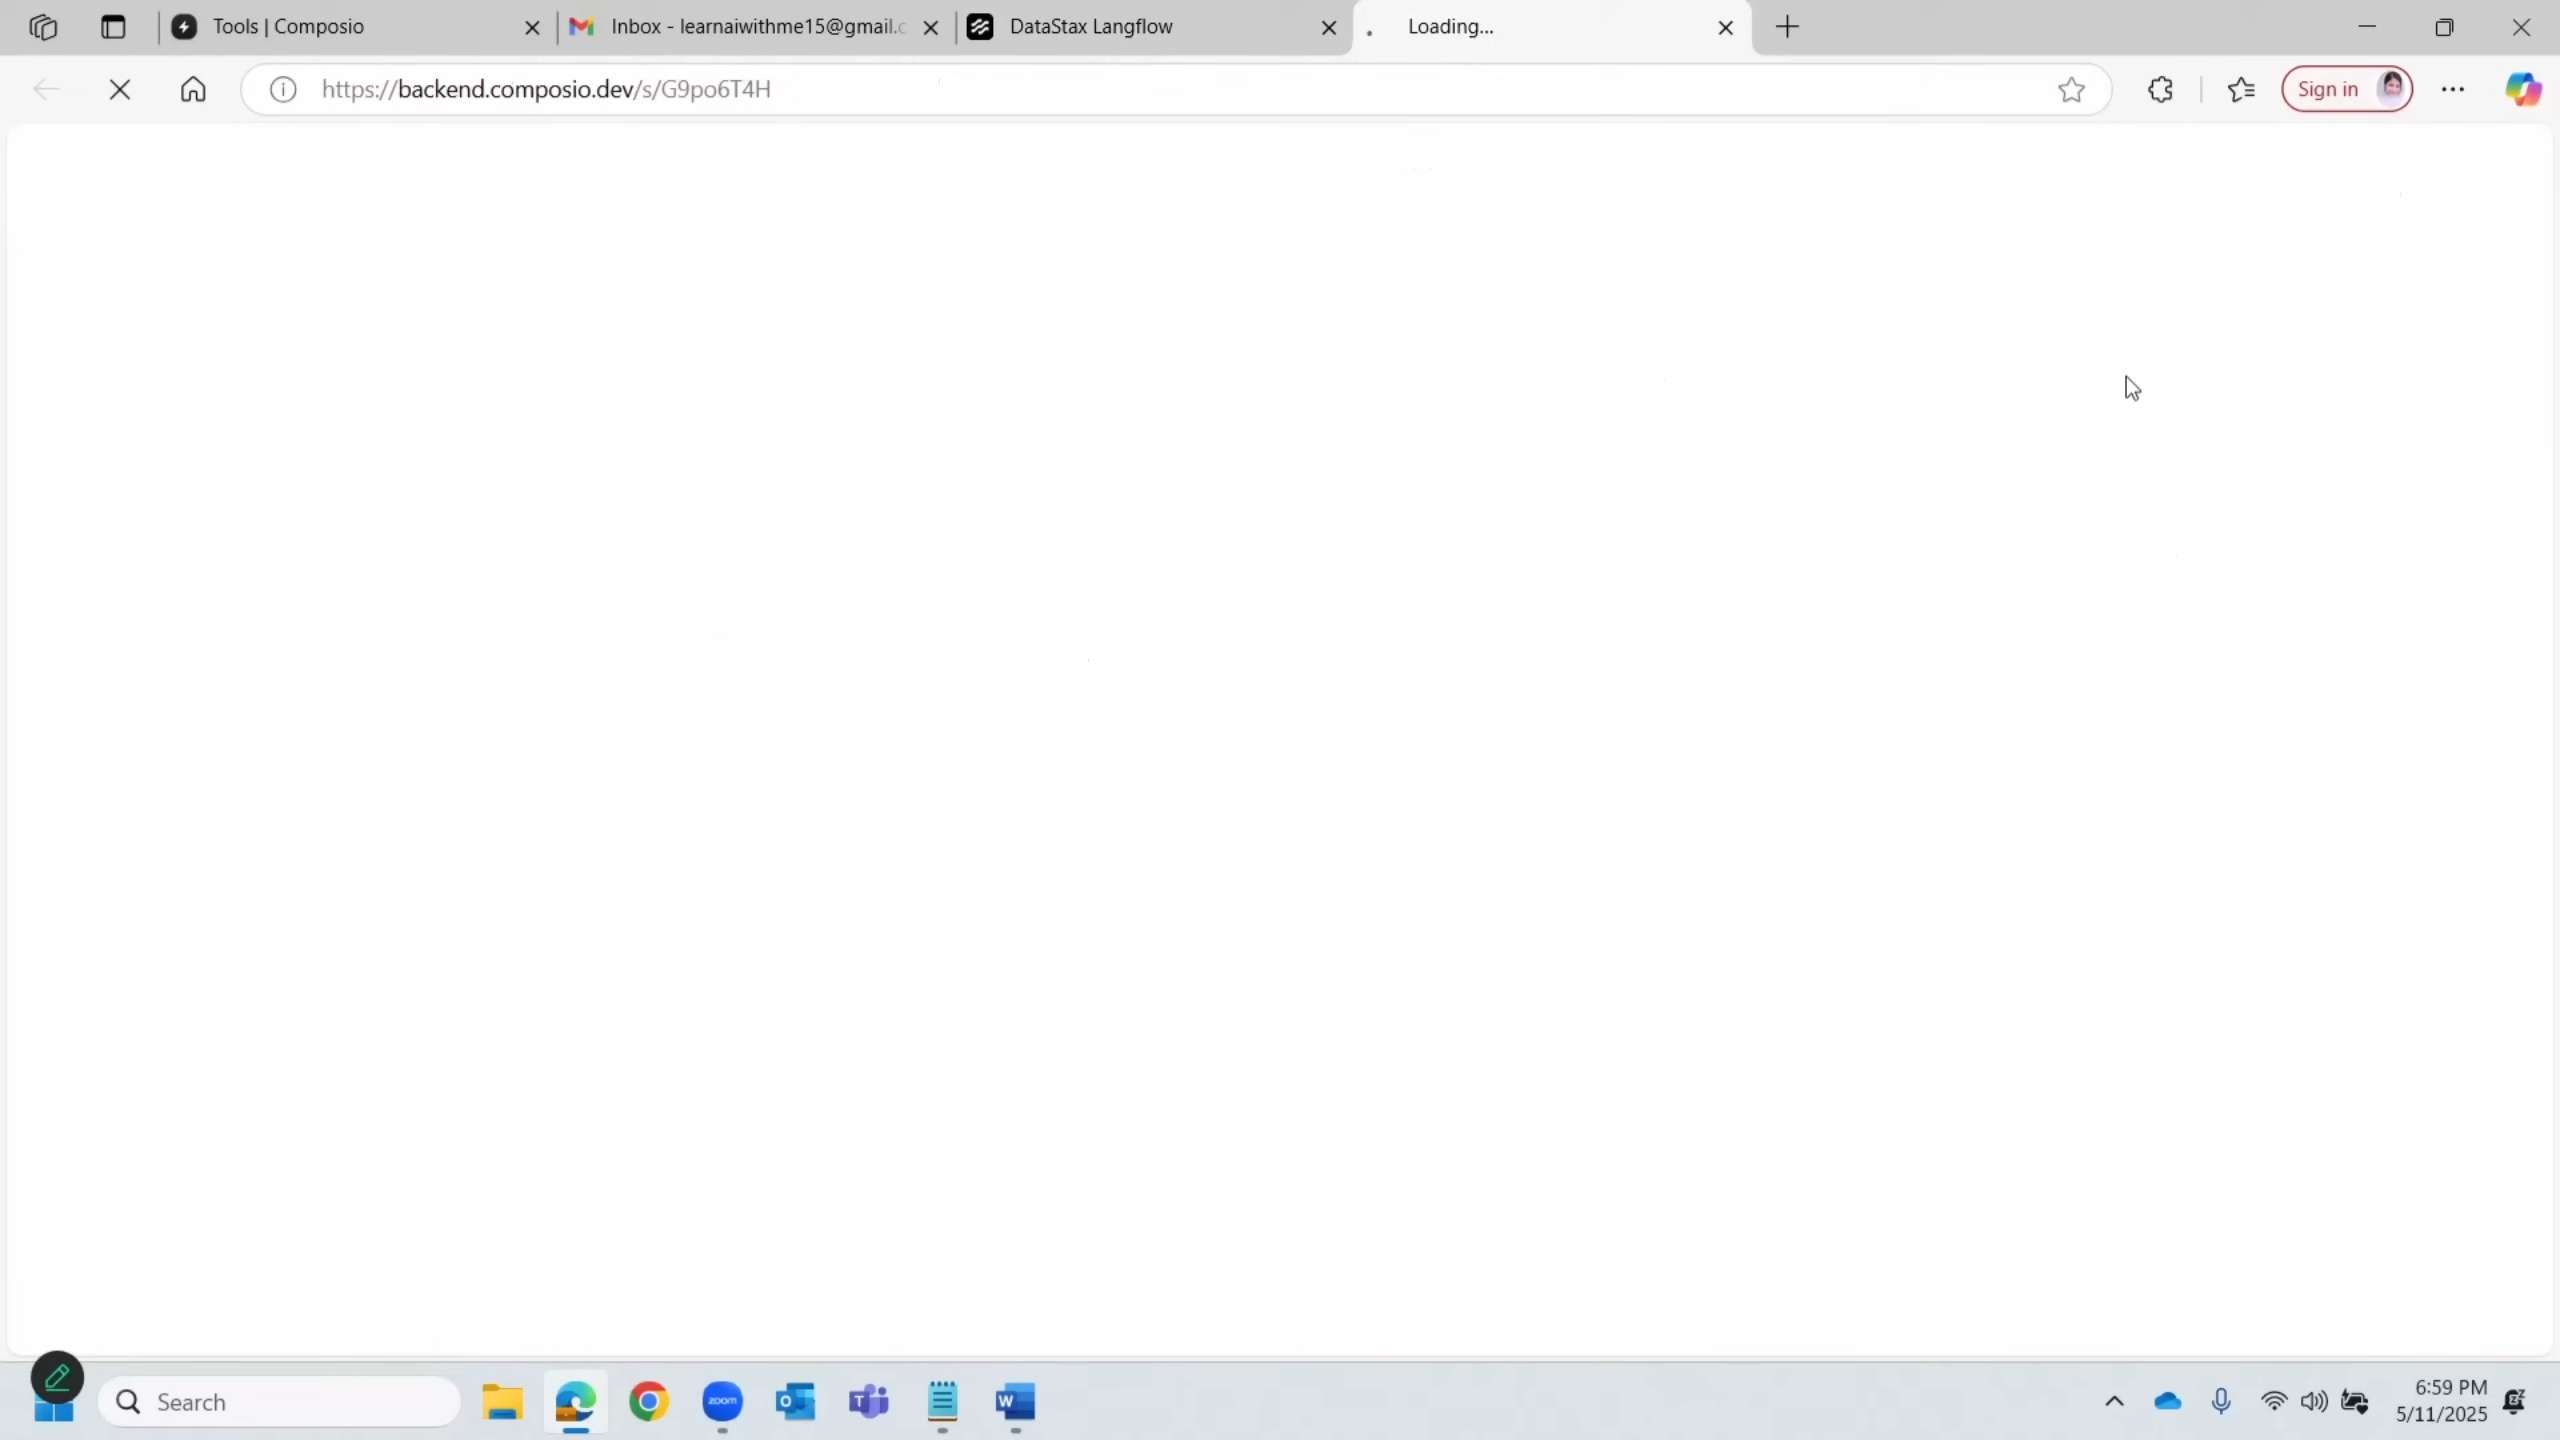 Tools | Composio
Inbox - learnaiwithme15@gmail.c
DataStax Langflow
Loading...
https://backend.composio.dev/s/G9po6T4H
Sign in
Search
zoom
6:59 PM
5/11/2025